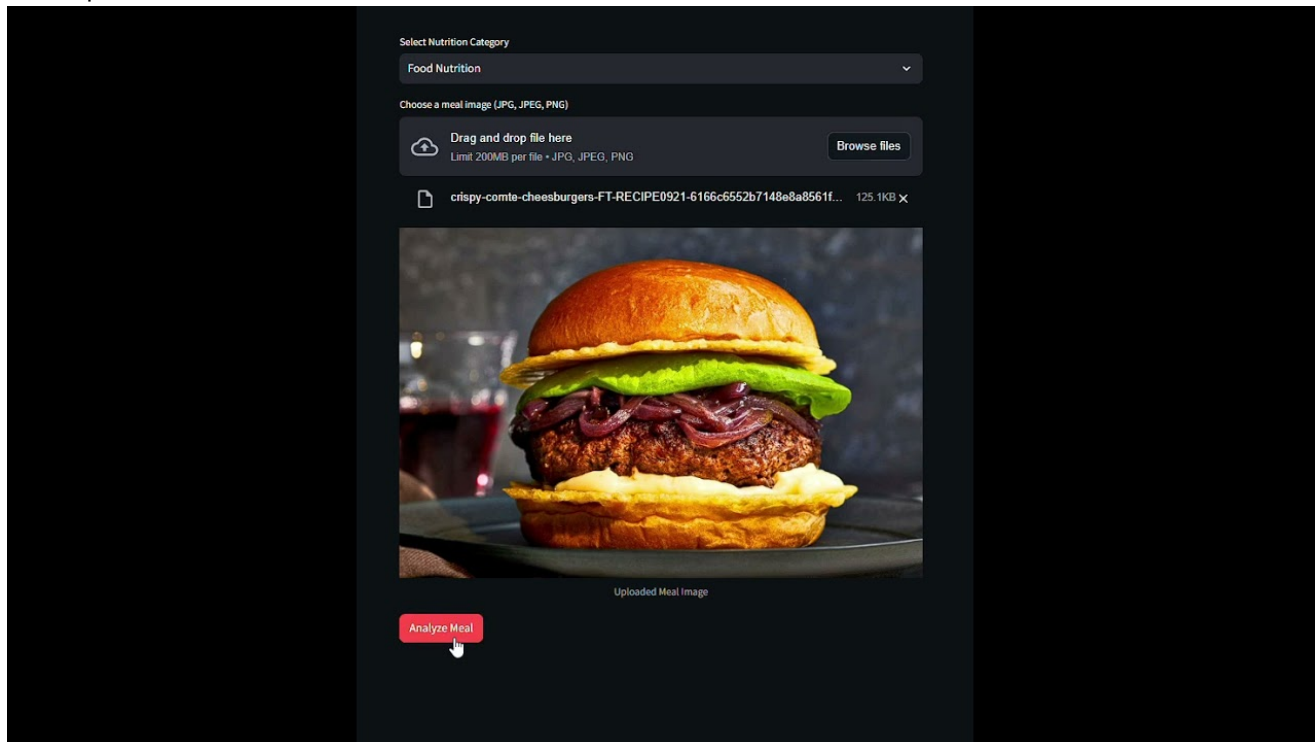 Select Nutrition Category
Food Nutrition
Choose a meal image (JPG, JPEG, PNG)
Drag and drop file here
Limit 200MB per file • JPG, JPEG, PNG
Browse files
crispy-comte-cheesburgers-FT-RECIPE0921-6166c6552b7148e8a8561f... 125.1KB
Uploaded Meal Image
Analyze Meal